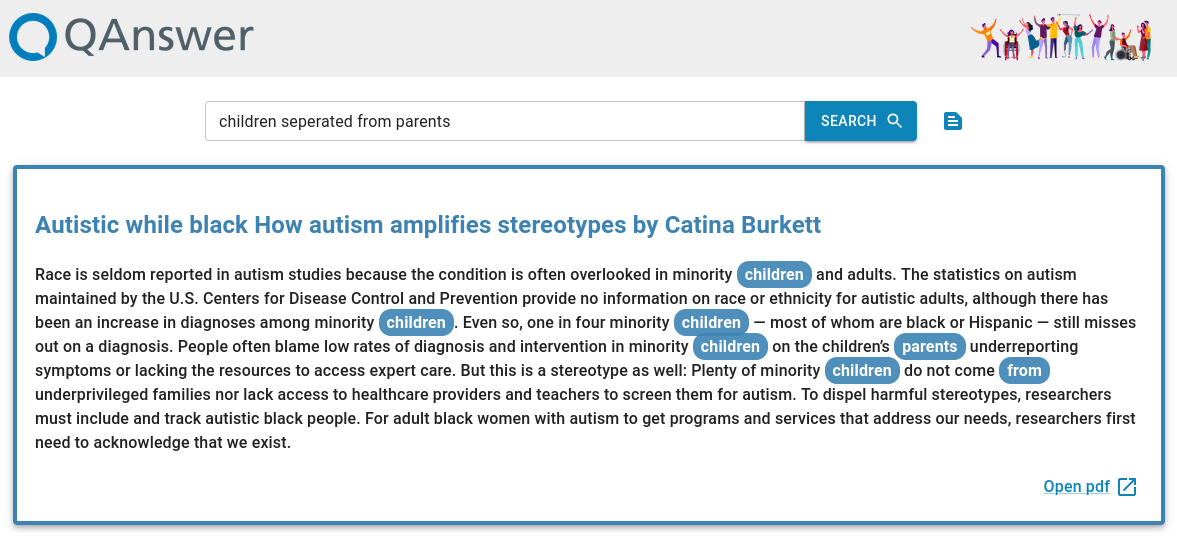 QAnswer
children seperated from parents
SEARCH
Autistic while black How autism amplifies stereotypes by Catina Burkett
Race is seldom reported in autism studies because the condition is often overlooked in minority children and adults. The statistics on autism
maintained by the U.S. Centers for Disease Control and Prevention provide no information on race or ethnicity for autistic adults, although there has
been an increase in diagnoses among minority children . Even so, one in four minority children — most of whom are black or Hispanic — still misses
out on a diagnosis. People often blame low rates of diagnosis and intervention in minority children on the children’s parents underreporting
symptoms or lacking the resources to access expert care. But this is a stereotype as well: Plenty of minority children do not come from
underprivileged families nor lack access to healthcare providers and teachers to screen them for autism. To dispel harmful stereotypes, researchers
must include and track autistic black people. For adult black women with autism to get programs and services that address our needs, researchers first
need to acknowledge that we exist.
Open pdf